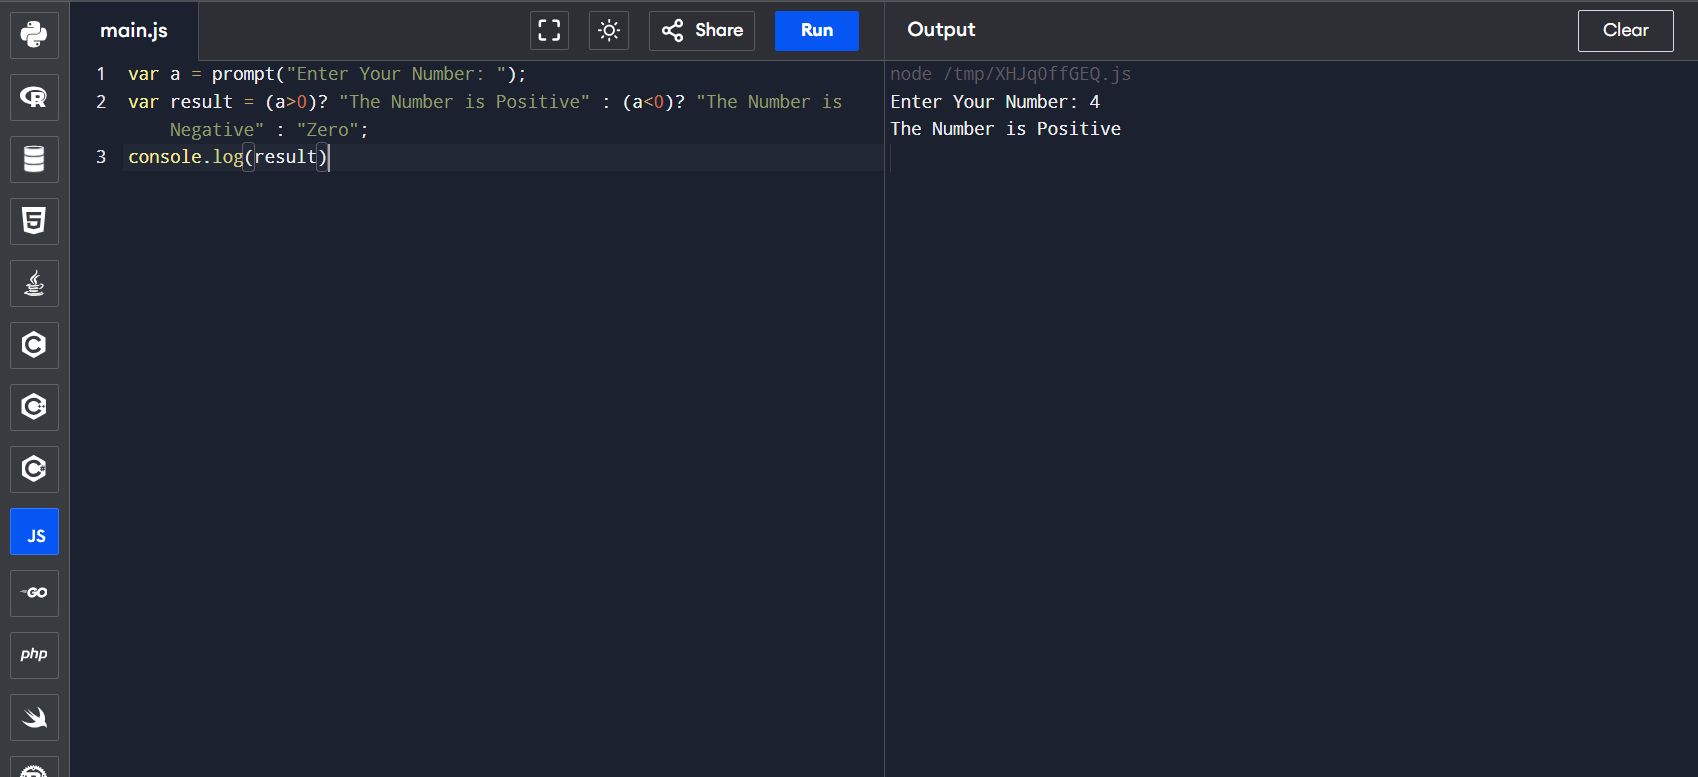 main.js
Share
Run
Output
Clear
1 var a = prompt("Enter Your Number: ");
2 var result = (a>0)? "The Number is Positive" : (a<0)? "The Number is
Negative" : "Zero";
3 console.log(result)
node /tmp/XHJqOffGEQ.js
Enter Your Number: 4
The Number is Positive
R
5
C
C++
C#
JS
GO
php
R